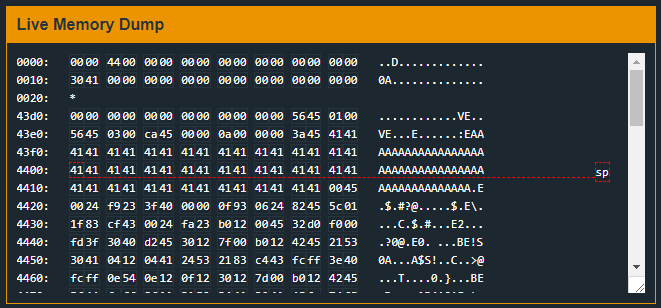 Live Memory Dump
0000: 0000 4400 0000 0000 0000 0000 0000 0000 ..D.............
0010: 3041 0000 0000 0000 0000 0000 0000 0000 0A..............
0020: *
43d0: 0000 0000 0000 0000 0000 0000 5645 0100 ............VE..
43e0: 5645 0300 ca45 0000 0a00 0000 3a45 4141 VE...E......:EAA
43f0: 4141 4141 4141 4141 4141 4141 4141 4141 AAAAAAAAAAAAAAAA
4400: 4141 4141 4141 4141 4141 4141 4141 4141 AAAAAAAAAAAAAAAA sp
4410: 4141 4141 4141 4141 4141 4141 4141 0045 AAAAAAAAAAAAAA.E
4420: 0024 f923 3f40 0000 0f93 0624 8245 5c01 .$.#?@.....$.E\.
4430: 1f83 cf43 0024 fa23 b012 0045 32d0 f000 ...C.$.#...E2...
4440: fd3f 3040 d245 3012 7f00 b012 4245 2153 .?0@.E0. ...BE!S
4450: 3041 0412 0441 2453 2183 c443 fcff 3e40 0A...A$S!..C..>@
4460: fcff 0e54 0e12 0f12 3012 7d00 b012 4245 ...T....0.}...BE